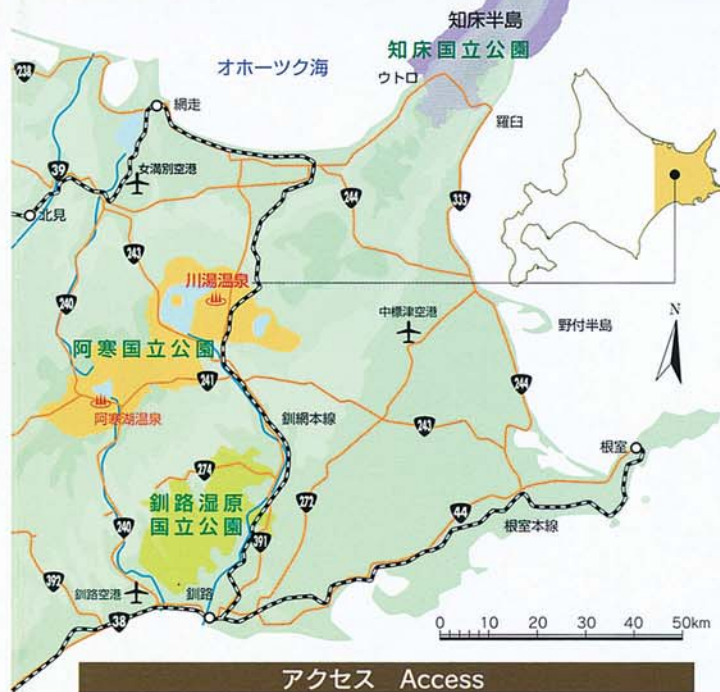 知床半島
知床国立公園
オホーツク海
ウトロ
238
網走
羅臼
39
女満別空港
244
335
北見
243
川湯温泉
240
中標津空港
N
野付半島
阿寒国立公園
241
244
阿寒湖温泉
釧網本線
243
根室
274
釧路湿原
国立公園
272
44
240
391
根室本線
392
釧路空港
釧路
38
0 10 20 30 40 50km
アクセス Access